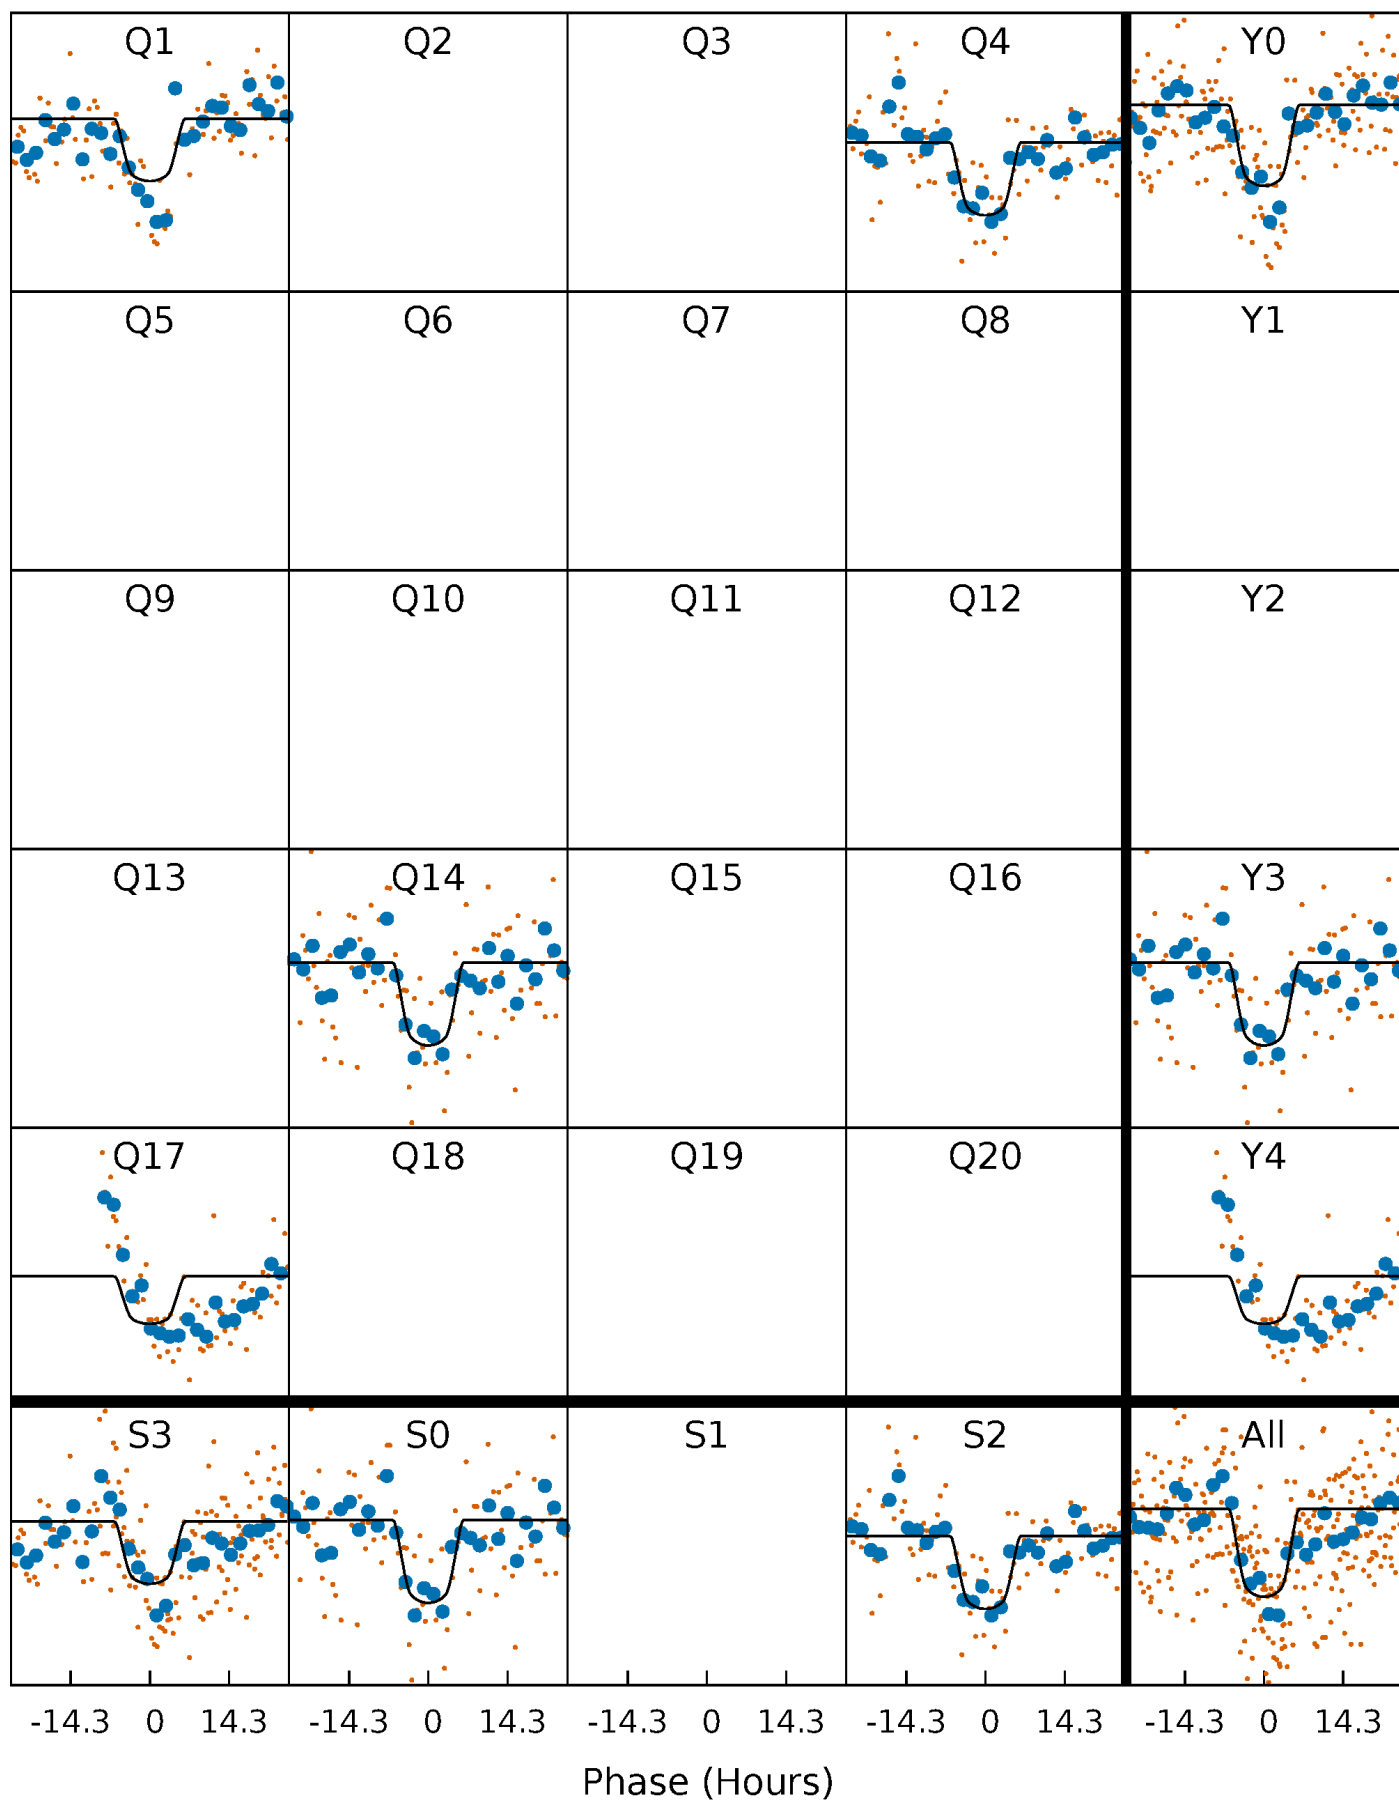 Q1 Q2 Q3 Q4 Y0
Q5 Q6 Q7 Q8 Y1
Q9 Q10 Q11 Q12 Y2
Q13 Q14 Q15 Q16 Y3
Q17 Q18 Q19 Q20 Y4
S3 S0 S1 S2 All
-14.3 0 14.3 -14.3 0 14.3 -14.3 0 14.3 -14.3 0 14.3 -14.3 0 14.3
Phase (Hours)